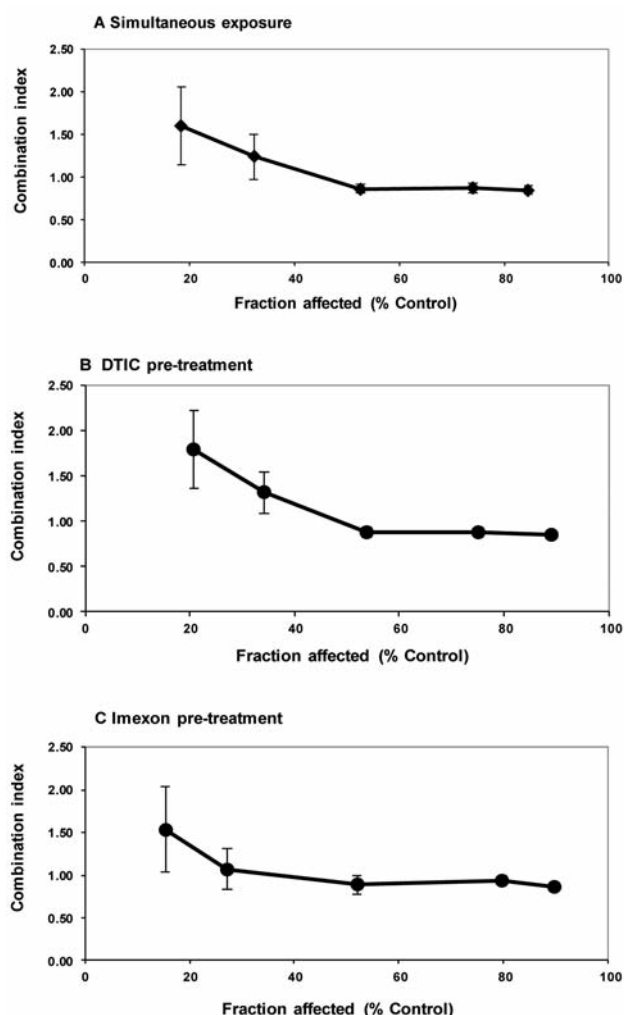 A Simultaneous exposure
2.50
2.00
1.50
1.00
0.50
0.00
Combination index
0 20 40 60 80 100
Fraction affected (% Control)
B DTIC pre-treatment
2.50
2.00
1.50
1.00
0.50
0.00
Combination index
0 20 40 60 80 100
Fraction affected (% Control)
C Imexon pre-treatment
2.50
2.00
1.50
1.00
0.50
0.00
Combination index
0 20 40 60 80 100
Fraction affected (% Control)